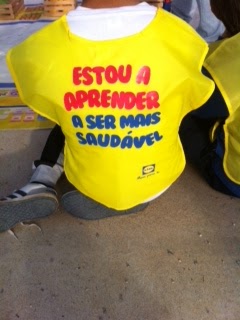 ESTOU A
APRENDER
A SER MAIS
SAUDÁVEL